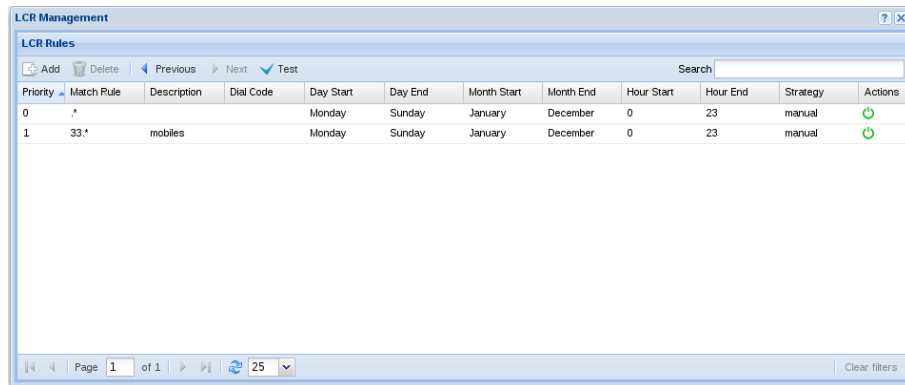 LCR Management
LCR Rules
Add Delete Previous Next Test Search
Priority Match Rule Description Dial Code Day Start Day End Month Start Month End Hour Start Hour End Strategy Actions
0 .* Monday Sunday January December 0 23 manual
1 33.* mobiles Monday Sunday January December 0 23 manual
Page 1 of 1 25 Clear filters